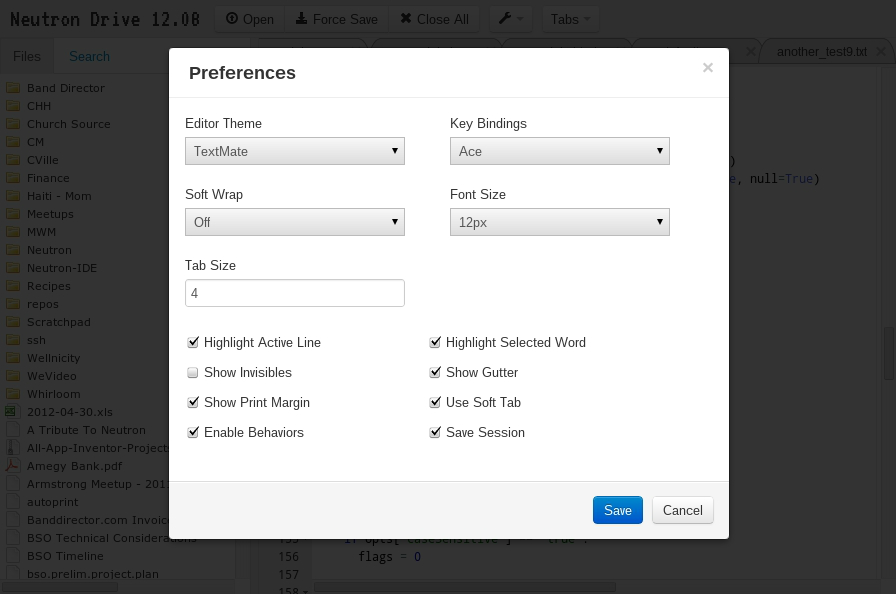 Neutron Drive 12.08 Open Force Save Close All Tabs
Files Search
another_test9.txt
Preferences
×
Editor Theme
TextMate
Key Bindings
Ace
Soft Wrap
Off
Font Size
12px
Tab Size
4
Highlight Active Line
Highlight Selected Word
Show Invisibles
Show Gutter
Show Print Margin
Use Soft Tab
Enable Behaviors
Save Session
Save
Cancel
Band Director
CHH
Church Source
CM
CVille
Finance
Haiti - Mom
Meetups
MWM
Neutron
Neutron-IDE
Recipes
repos
Scratchpad
ssh
Wellnicity
WeVideo
Whirloom
2012-04-30.xls
A Tribute To Neutron
All-App-Inventor-Projects
Amegy Bank.pdf
Armstrong Meetup - 201
autoprint
Banddirector.com Invoic
BSO Technical Considerations
BSO Timeline
bso.prelim.project.plan
)
e, null=True)
155
156 flags = 0
157
158